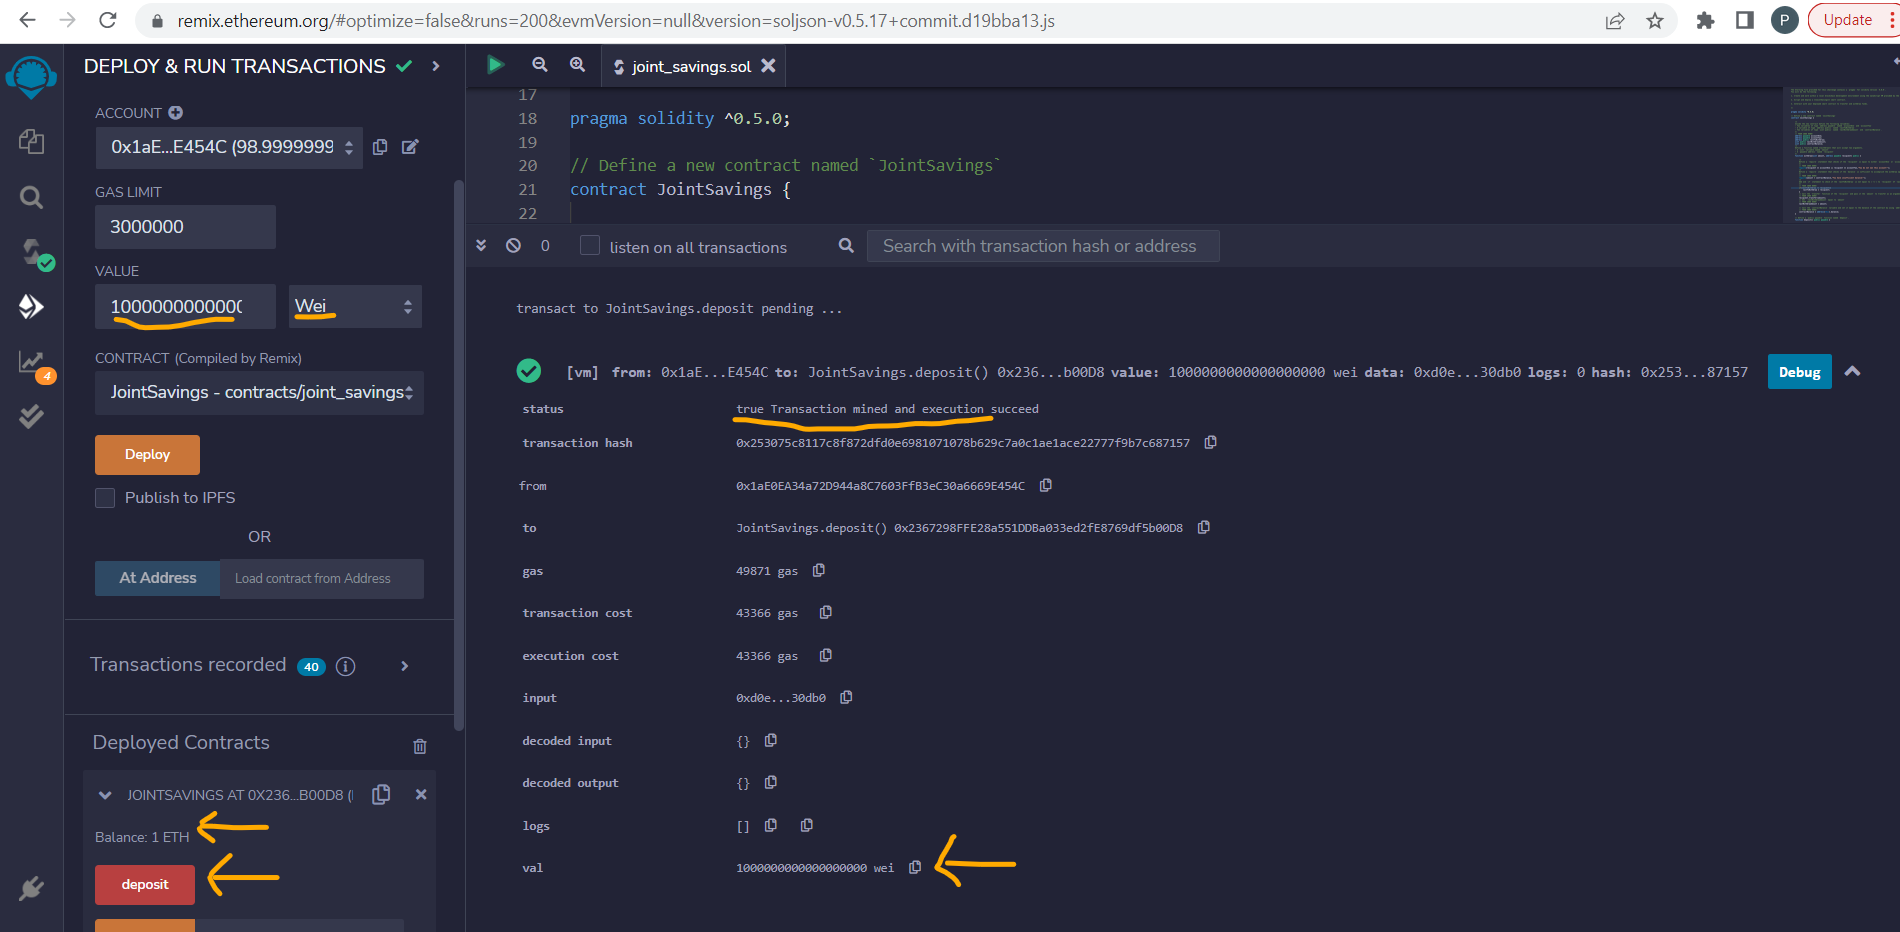 remix.ethereum.org/#optimize=false&runs=200&evmVersion=null&version=soljson-v0.5.17+commit.d19bba13.js
P
Update
DEPLOY & RUN TRANSACTIONS
ACCOUNT
0x1aE...E454C (98.9999999
GAS LIMIT
3000000
VALUE
1000000000000
Wei
CONTRACT (Compiled by Remix)
JointSavings - contracts/joint_savings
Deploy
Publish to IPFS
OR
At Address
Load contract from Address
Transactions recorded 40 i
Deployed Contracts
JOINTSAVINGS AT 0X236...B00D8 (
Balance: 1 ETH
deposit
4
joint_savings.sol
17
18 pragma solidity ^0.5.0;
19
20 // Define a new contract named `JointSavings`
21 contract JointSavings {
22
0
listen on all transactions
Search with transaction hash or address
transact to JointSavings.deposit pending ...
[vm] from: 0x1aE...E454C to: JointSavings.deposit() 0x236...b00D8 value: 1000000000000000000 wei data: 0xd0e...30db0 logs: 0 hash: 0x253...87157
Debug
status true Transaction mined and execution succeed
transaction hash 0x253075c8117c8f872dfd0e6981071078b629c7a0c1ae1ace22777f9b7c687157
from 0x1aE0EA34a72D944a8C7603FfB3eC30a6669E454C
to JointSavings.deposit() 0x2367298FFE28a551DDBa033ed2fE8769df5b00D8
gas 49871 gas
transaction cost 43366 gas
execution cost 43366 gas
input 0xd0e...30db0
decoded input {}
decoded output {}
logs []
val 1000000000000000000 wei